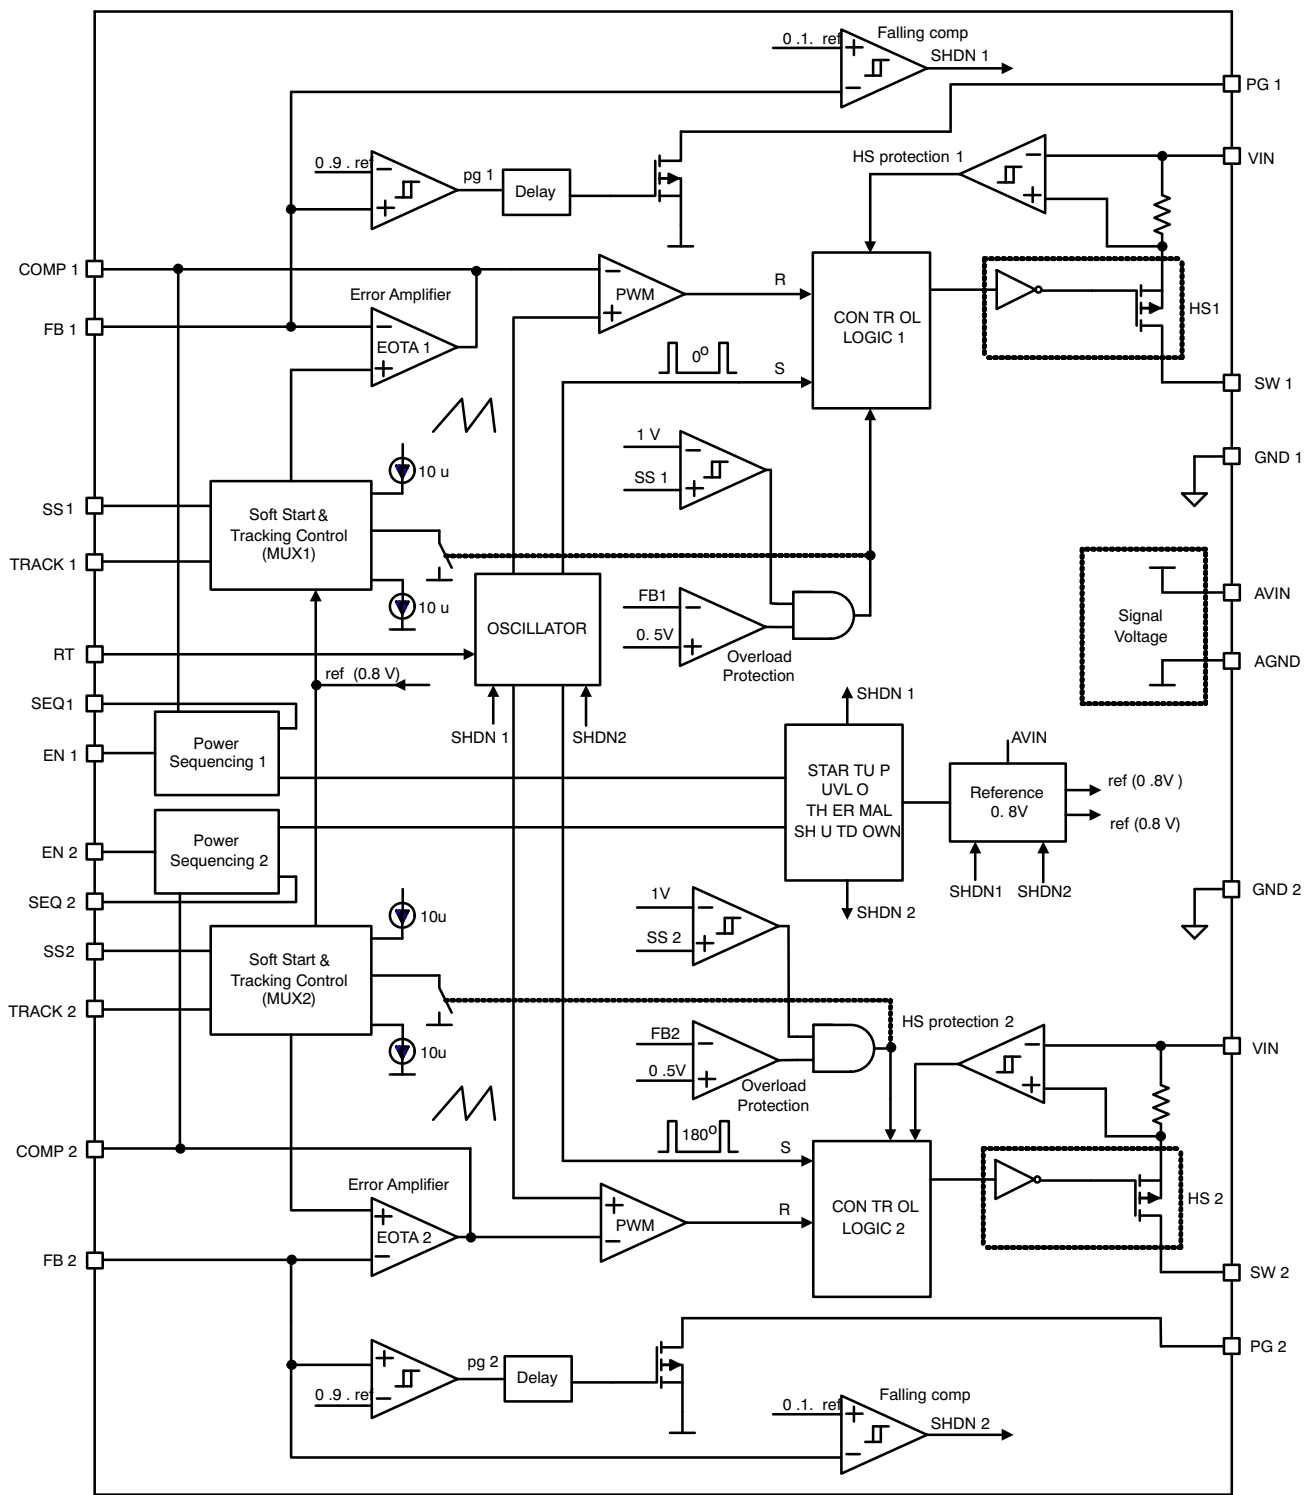 0 .1. ref
Falling comp
SHDN 1
PG 1
0 .9 . ref
pg 1
Delay
HS protection 1
VIN
COMP 1
Error Amplifier
PWM
R
CON TR OL
LOGIC 1
HS1
FB 1
EOTA 1
0o
S
SW 1
1 V
SS 1
GND 1
10 u
SS 1
Soft Start &
Tracking Control
(MUX1)
TRACK 1
10 u
OSCILLATOR
FB1
0. 5V
Overload
Protection
Signal
Voltage
AVIN
AGND
RT
ref (0.8 V)
SEQ1
SHDN 1
SHDN2
SHDN 1
EN 1
Power
Sequencing 1
STAR TU P
UVL O
TH ER MAL
SH U TD OWN
AVIN
Reference
0. 8V
ref (0 .8V )
ref (0.8 V)
Power
Sequencing 2
EN 2
SEQ 2
SHDN1
SHDN2
SHDN 2
GND 2
10u
1V
SS 2
SS2
Soft Start &
Tracking Control
(MUX2)
TRACK 2
10u
FB2
0 .5V
Overload
Protection
HS protection 2
VIN
180o
S
COMP 2
Error Amplifier
EOTA 2
PWM
R
CON TR OL
LOGIC 2
HS 2
FB 2
SW 2
PG 2
pg 2
Delay
0 .9 . ref
0 .1. ref
Falling comp
SHDN 2